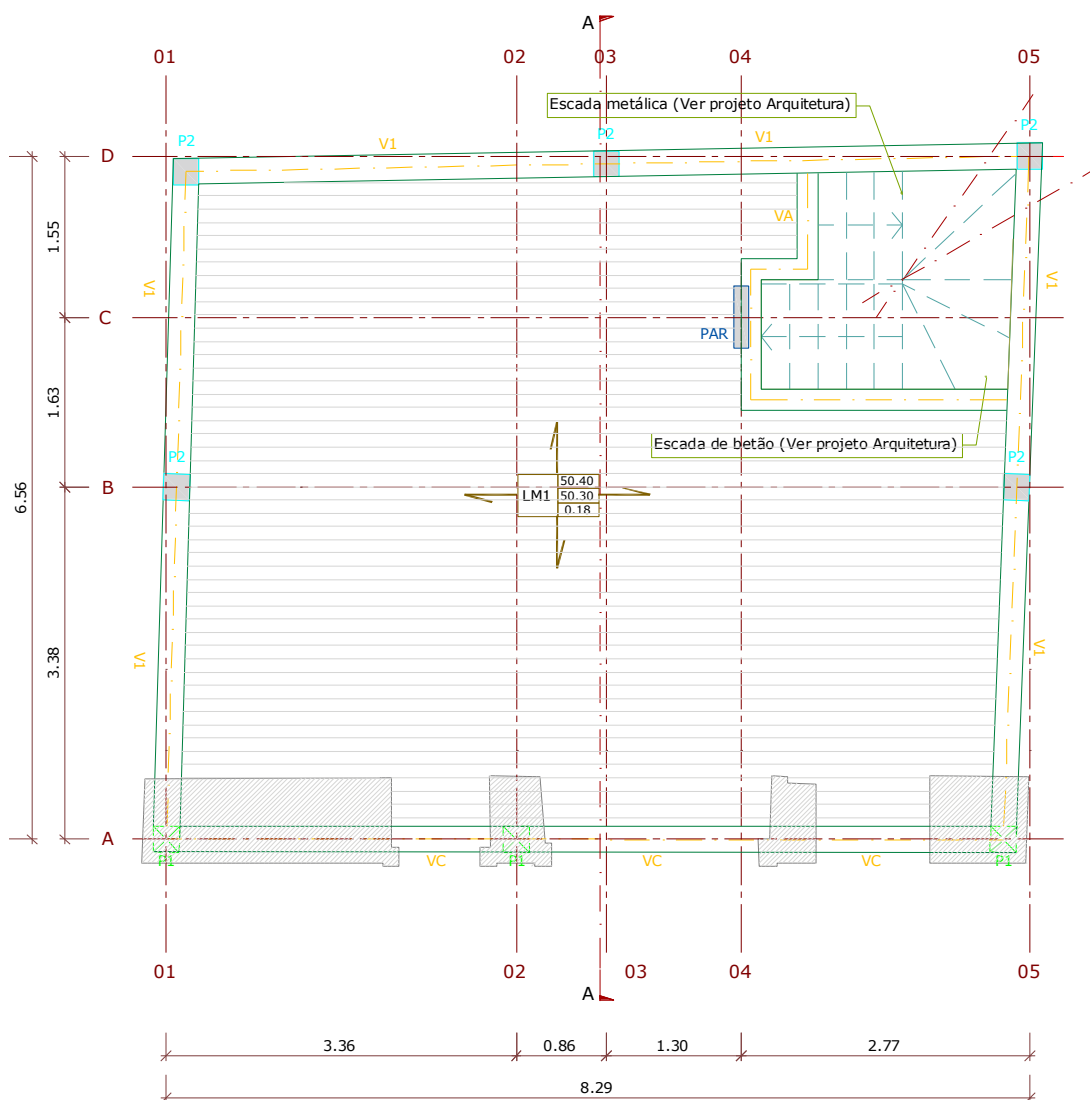 A
01
02
03
04
05
Escada metálica (Ver projeto Arquitetura)
P2
V1
P2
V1
P2
D
VA
1.55
V1
V1
C
PAR
1.63
Escada de betão (Ver projeto Arquitetura)
P2
P2
B
LM1
50.40
50.30
0.18
6.56
3.38
V1
V1
A
P1
VC
P1
VC
VC
P1
01
02
03
04
05
A
3.36
0.86
1.30
2.77
8.29